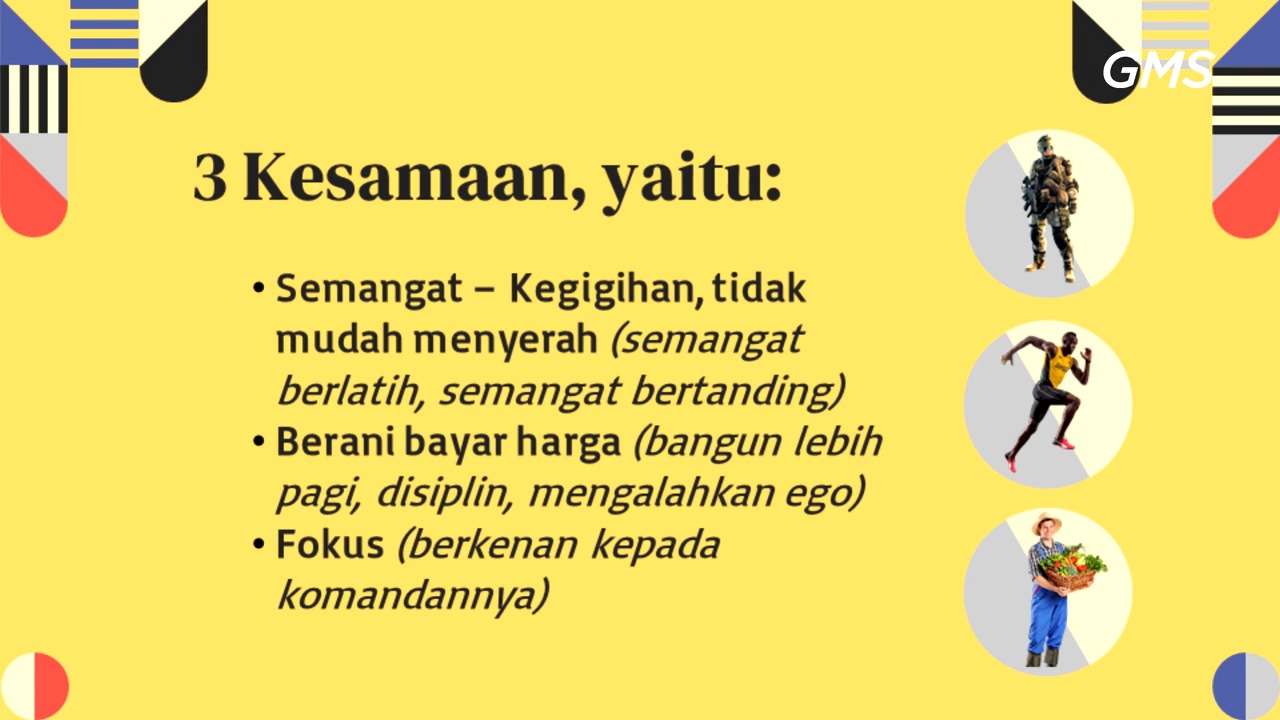 GMS
3 Kesamaan, yaitu:
• Semangat – Kegigihan, tidak
mudah menyerah (semangat
berlatih, semangat bertanding)
• Berani bayar harga (bangun lebih
pagi, disiplin, mengalahkan ego)
• Fokus (berkenan kepada
komandannya)